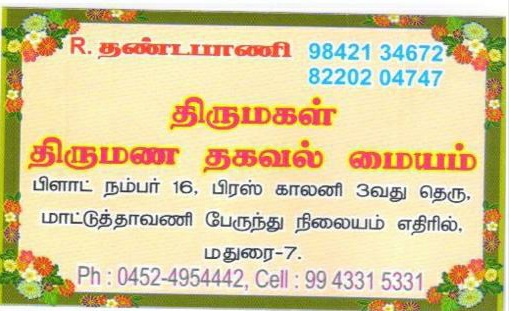 R. தண்டபாணி 98421 34672
82202 04747
திருமகள்
திருமண தகவல் மையம்
பிளாட் நம்பர் 16, பிரஸ் காலனி 3வது தெரு,
மாட்டுத்தாவணி பேருந்து நிலையம் எதிரில்,
மதுரை-7.
Ph : 0452-4954442, Cell : 99 4331 5331